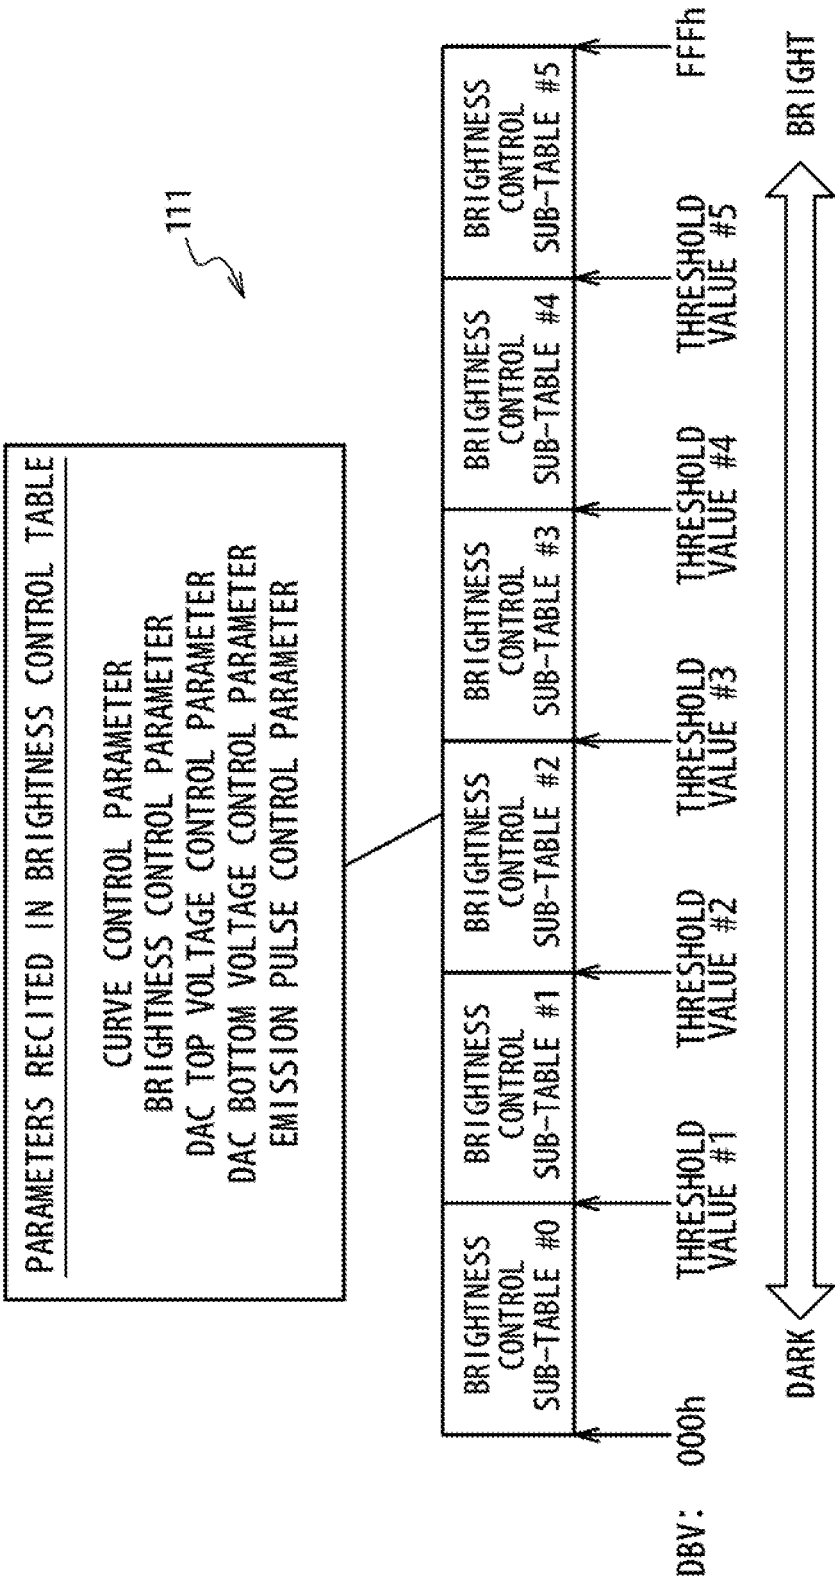 PARAMETERS RECITED IN BRIGHTNESS CONTROL TABLE
CURVE CONTROL PARAMETER
BRIGHTNESS CONTROL PARAMETER
DAC TOP VOLTAGE CONTROL PARAMETER
DAC BOTTOM VOLTAGE CONTROL PARAMETER
EMISSION PULSE CONTROL PARAMETER
111
BRIGHTNESS
CONTROL
SUB-TABLE #0
BRIGHTNESS
CONTROL
SUB-TABLE #1
BRIGHTNESS
CONTROL
SUB-TABLE #2
BRIGHTNESS
CONTROL
SUB-TABLE #3
BRIGHTNESS
CONTROL
SUB-TABLE #4
BRIGHTNESS
CONTROL
SUB-TABLE #5
DBV:
000h
THRESHOLD
VALUE #1
THRESHOLD
VALUE #2
THRESHOLD
VALUE #3
THRESHOLD
VALUE #4
THRESHOLD
VALUE #5
FFFh
DARK
BRIGHT